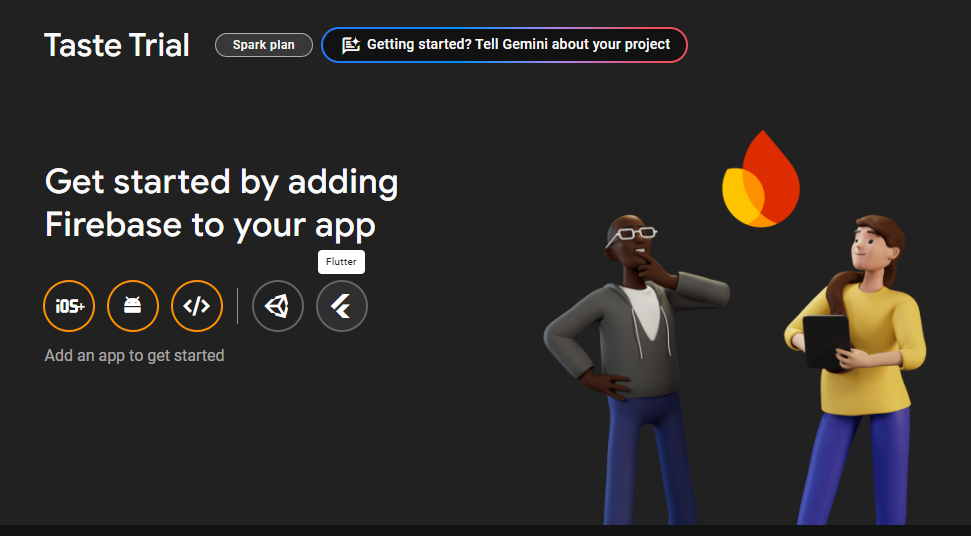 Taste Trial
Spark plan
Getting started? Tell Gemini about your project
Get started by adding
Firebase to your app
Flutter
iOS+
</>
Add an app to get started